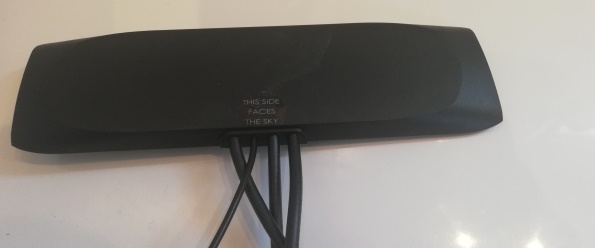 THIS SIDE
FACES
THE SKY